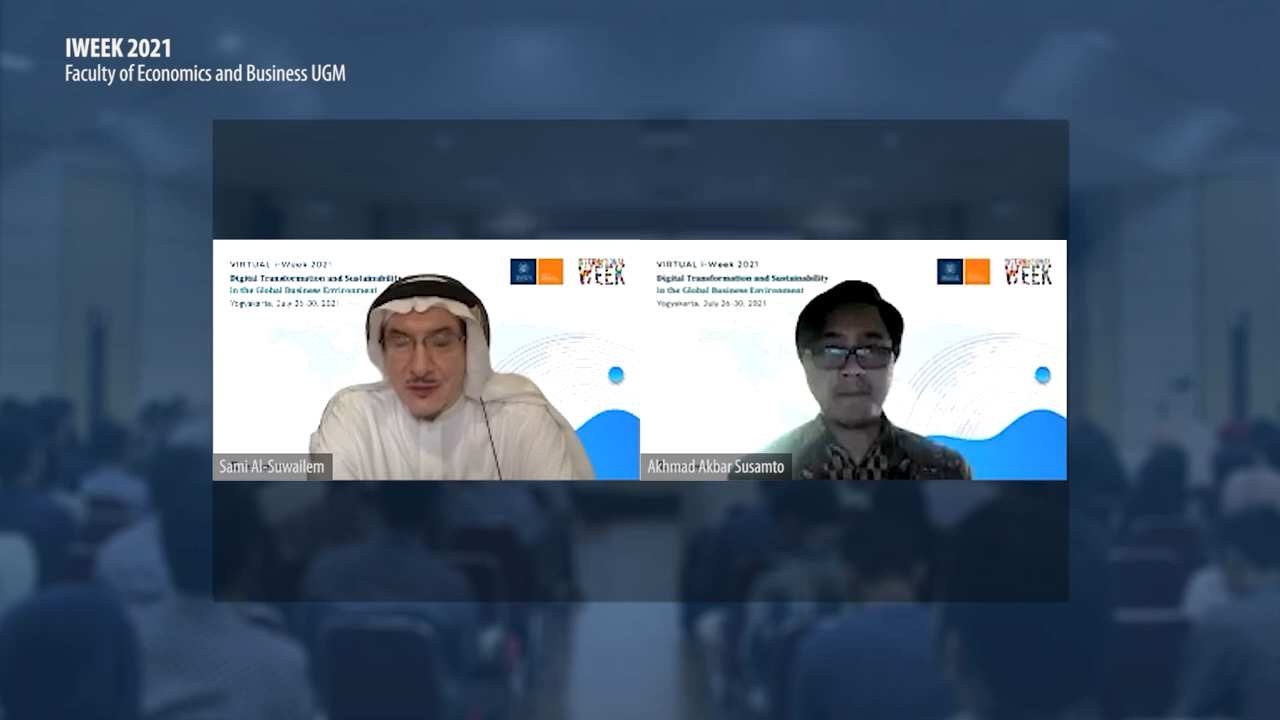 IWEEK 2021
Faculty of Economics and Business UGM
VIRTUAL i-Week 2021
Digital Transformation and Sustainability
in the Global Business Environment
Yogyakarta, July 26-30, 2021
WEEK
Sami Al-Suwailem
VIRTUAL i-Week 2021
Digital Transformation and Sustainability
in the Global Business Environment
Yogyakarta, July 26-30, 2021
WEEK
Akhmad Akbar Susamto